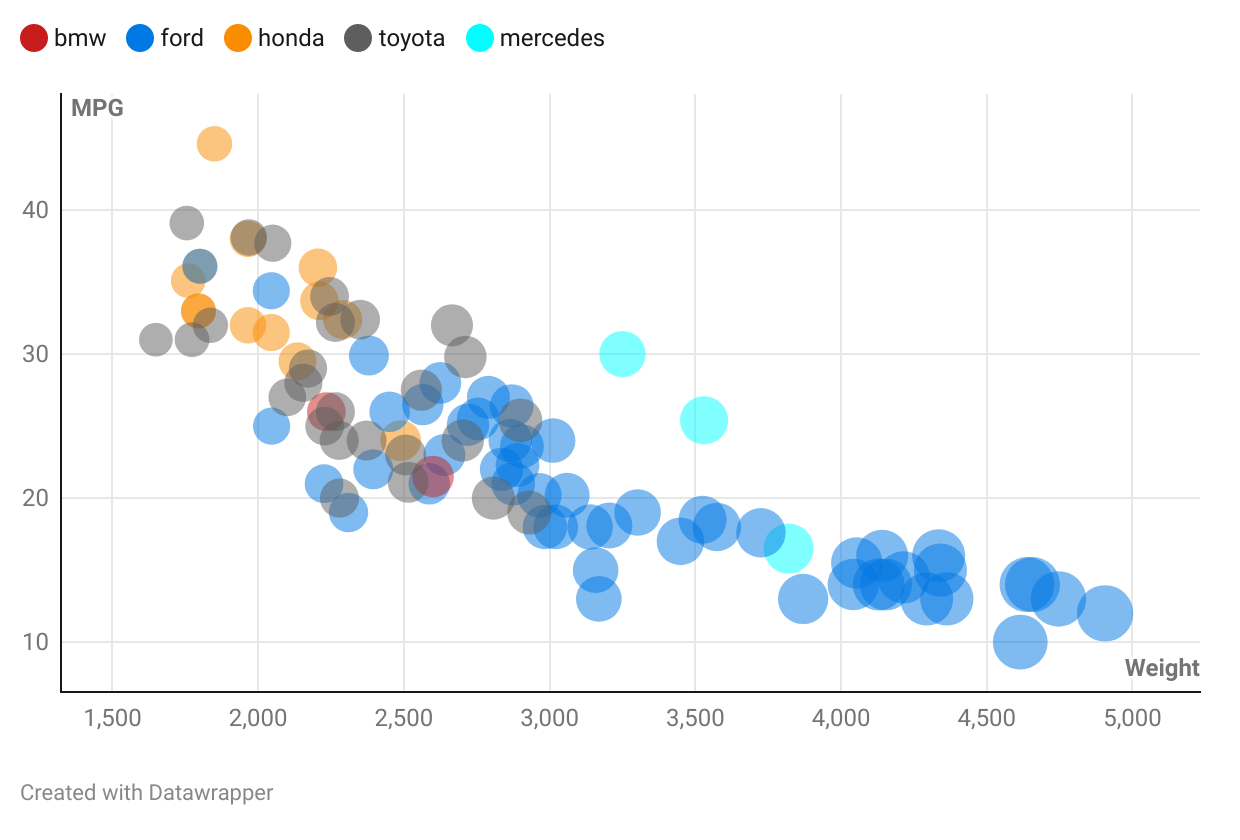 bmw ford honda toyota mercedes
MPG
40
30
20
10
Weight
1,500 2,000 2,500 3,000 3,500 4,000 4,500 5,000
Created with Datawrapper